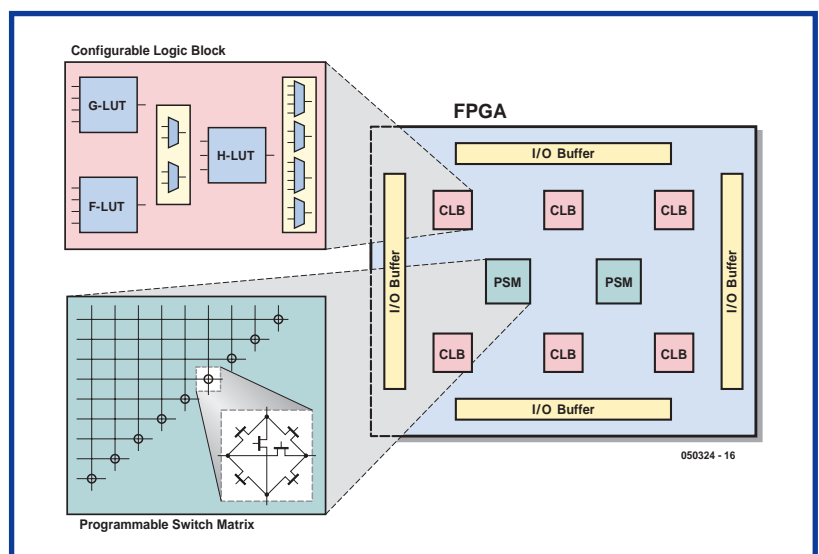 Configurable Logic Block
G-LUT
H-LUT
F-LUT
FPGA
I/O Buffer
I/O Buffer
I/O Buffer
CLB
CLB
CLB
PSM
PSM
CLB
CLB
CLB
I/O Buffer
050324 - 16
Programmable Switch Matrix